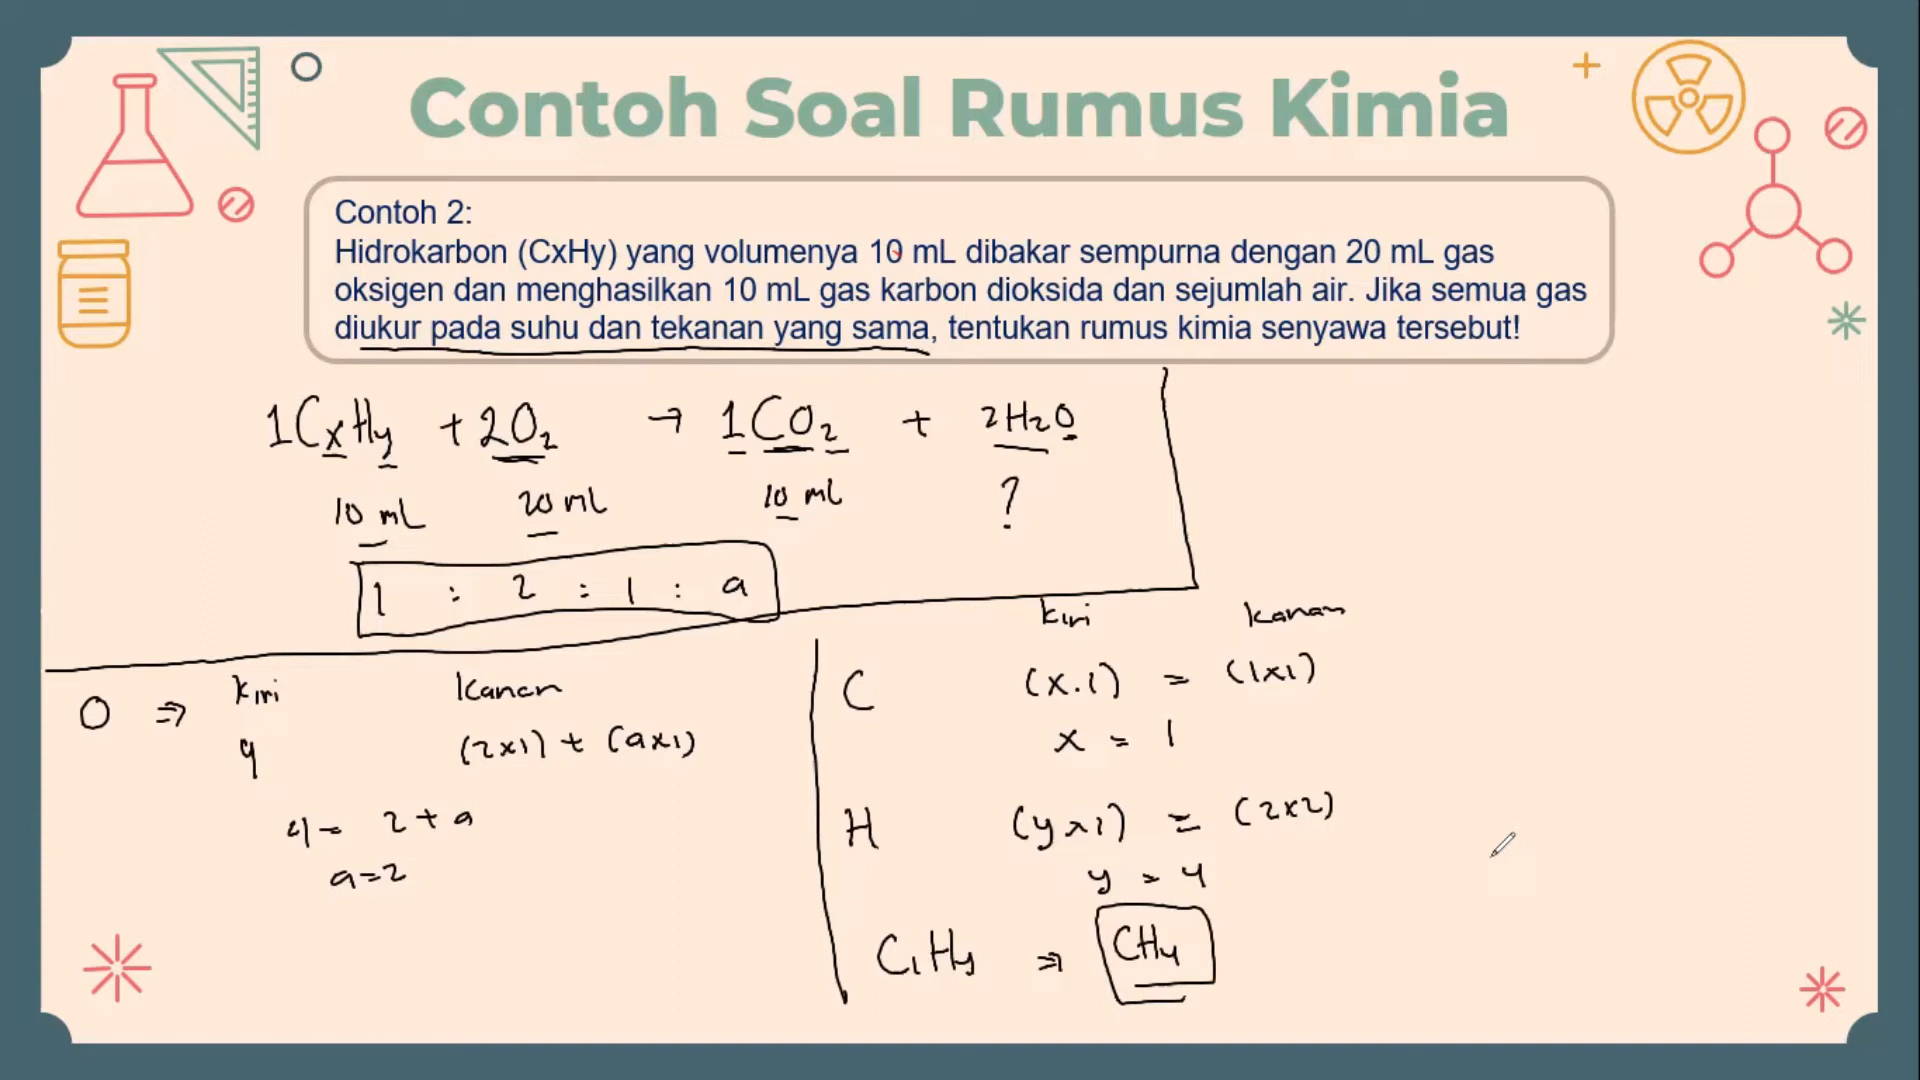 Contoh Soal Rumus Kimia
Contoh 2:
Hidrokarbon (CxHy) yang volumenya 10 mL dibakar sempurna dengan 20 mL gas
oksigen dan menghasilkan 10 mL gas karbon dioksida dan sejumlah air. Jika semua gas
diukur pada suhu dan tekanan yang sama, tentukan rumus kimia senyawa tersebut!
1CxHy + 2O2 → 1CO2 + 2H2O
10 mL 20 mL 10 mL ?
1 : 2 : 1 : a
kiri kanan
O ⇒ kiri kanan
4 (2x1) + (ax1)
4 = 2 + a
a = 2
C (x.1) = (1x1)
x = 1
H (yx1) = (2x2)
y = 4
C1H4 ⇒ CH4